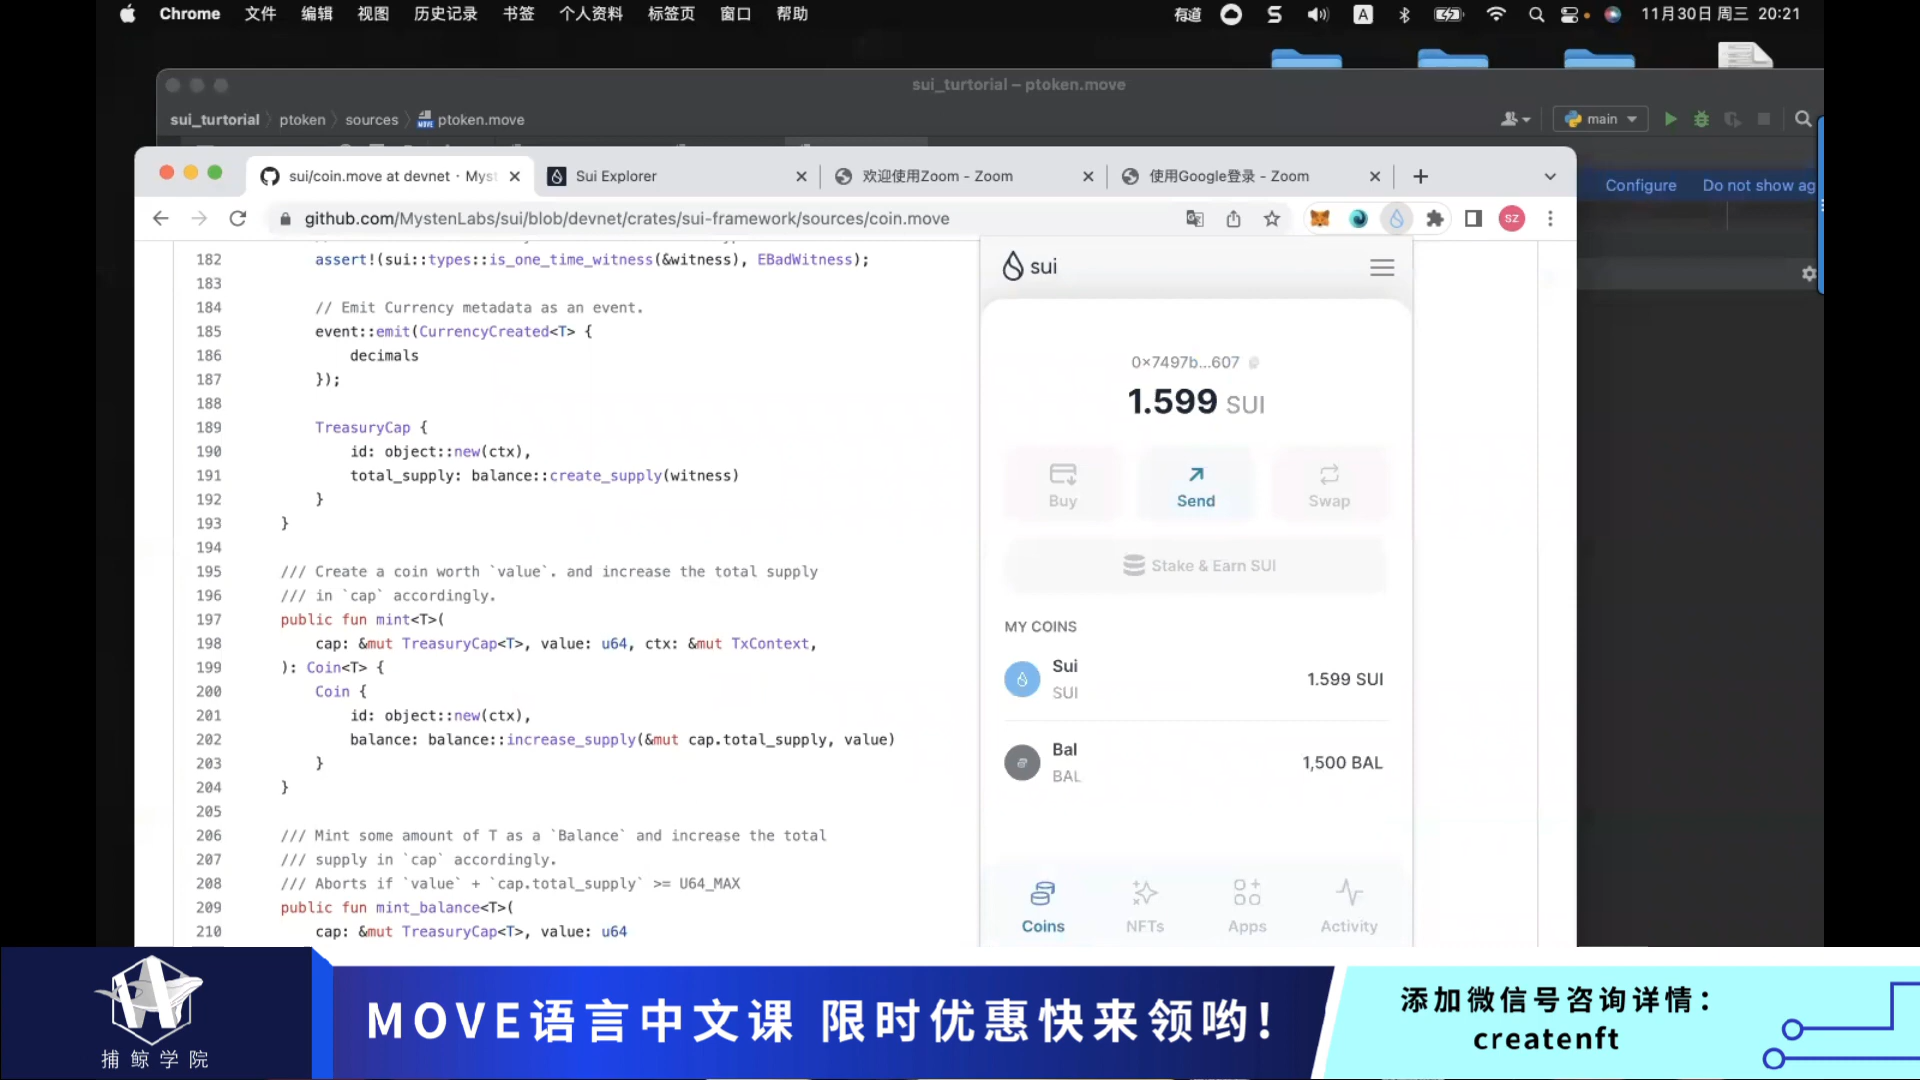 Chrome 文件 编辑 视图 历史记录 书签 个人资料 标签页 窗口 帮助 有道 A 11月30日 周三 20:21
sui_turtorial – ptoken.move
sui_turtorial ptoken sources ptoken.move main
sui/coin.move at devnet · Myst Sui Explorer 欢迎使用Zoom - Zoom 使用Google登录 - Zoom
Configure Do not show ag
github.com/MystenLabs/sui/blob/devnet/crates/sui-framework/sources/coin.move SZ
182 assert!(sui::types::is_one_time_witness(&witness), EBadWitness);
183
184 // Emit Currency metadata as an event.
185 event::emit(CurrencyCreated<T> {
186 decimals
187 });
188
189 TreasuryCap {
190 id: object::new(ctx),
191 total_supply: balance::create_supply(witness)
192 }
193 }
194
195 /// Create a coin worth `value`. and increase the total supply
196 /// in `cap` accordingly.
197 public fun mint<T>(
198 cap: &mut TreasuryCap<T>, value: u64, ctx: &mut TxContext,
199 ): Coin<T> {
200 Coin {
201 id: object::new(ctx),
202 balance: balance::increase_supply(&mut cap.total_supply, value)
203 }
204 }
205
206 /// Mint some amount of T as a `Balance` and increase the total
207 /// supply in `cap` accordingly.
208 /// Aborts if `value` + `cap.total_supply` >= U64_MAX
209 public fun mint_balance<T>(
210 cap: &mut TreasuryCap<T>, value: u64
sui
0x7497b...607
1.599 SUI
Buy Send Swap
Stake & Earn SUI
MY COINS
Sui
SUI
1.599 SUI
Bal
BAL
1,500 BAL
Coins NFTs Apps Activity
捕鲸学院
MOVE语言中文课 限时优惠快来领哟!
添加微信号咨询详情:
createnft